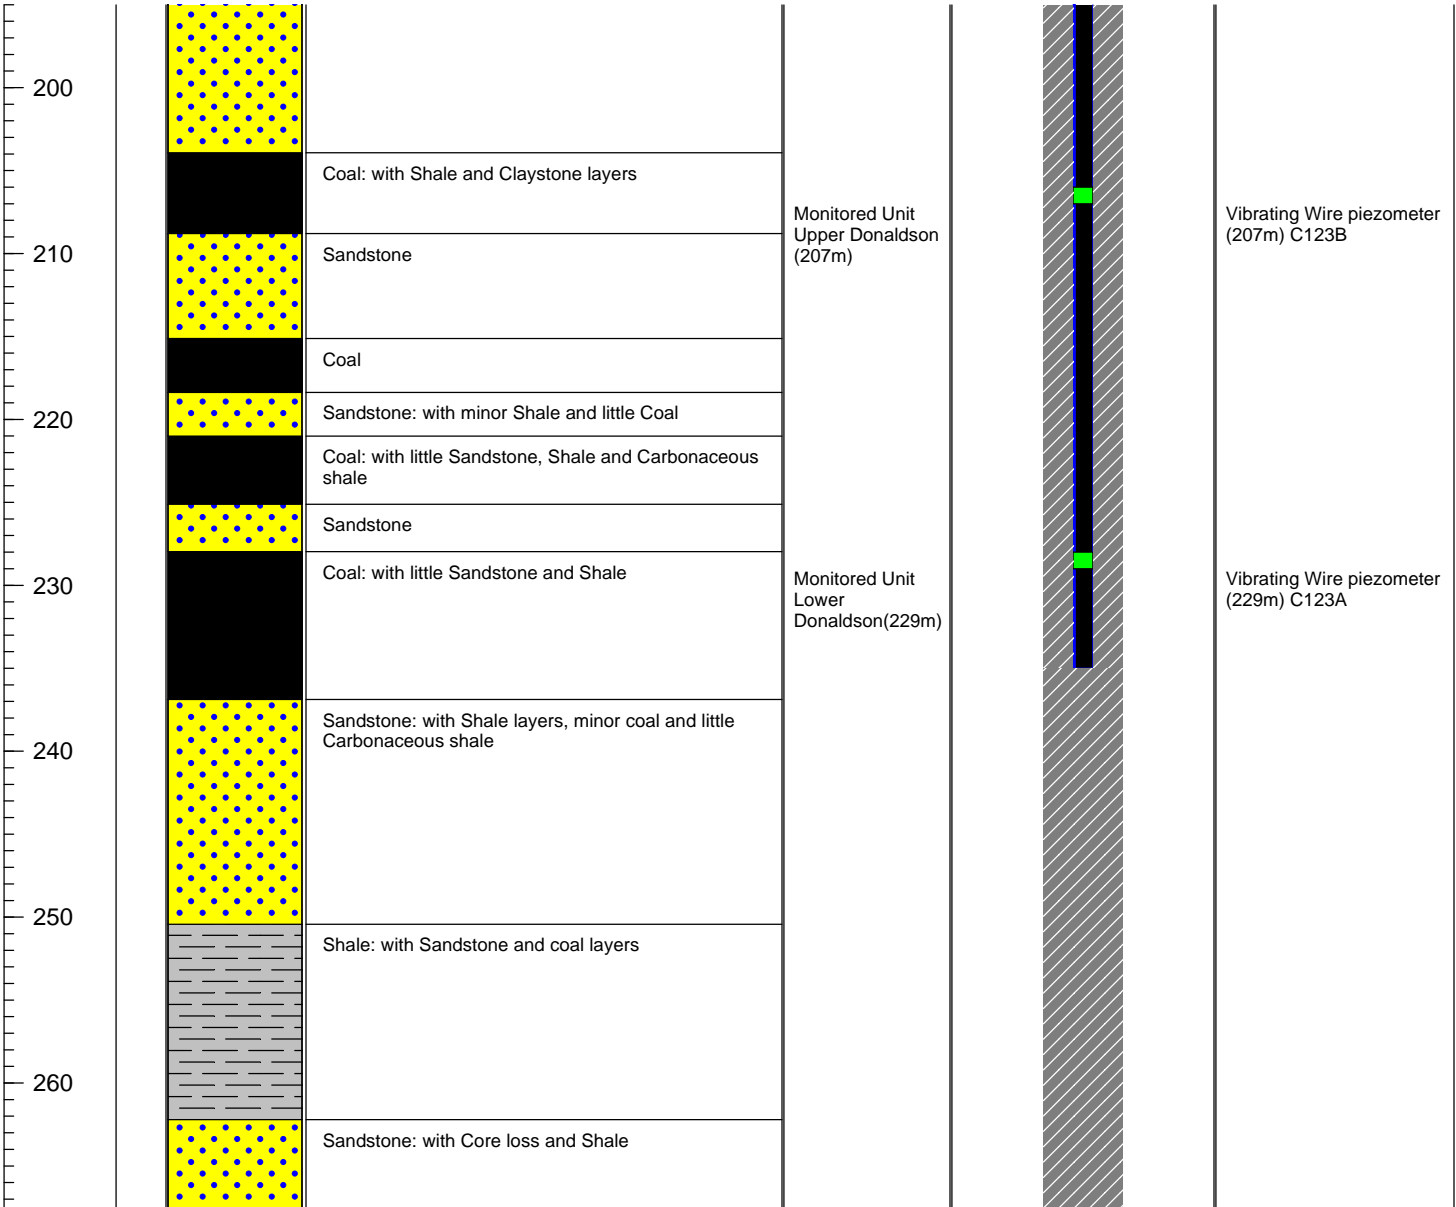 200
Coal: with Shale and Claystone layers
Monitored Unit
Upper Donaldson
(207m)
Vibrating Wire piezometer
(207m) C123B
210
Sandstone
Coal
220
Sandstone: with minor Shale and little Coal
Coal: with little Sandstone, Shale and Carbonaceous
shale
Sandstone
230
Coal: with little Sandstone and Shale
Monitored Unit
Lower
Donaldson(229m)
Vibrating Wire piezometer
(229m) C123A
Sandstone: with Shale layers, minor coal and little
Carbonaceous shale
240
250
Shale: with Sandstone and coal layers
260
Sandstone: with Core loss and Shale